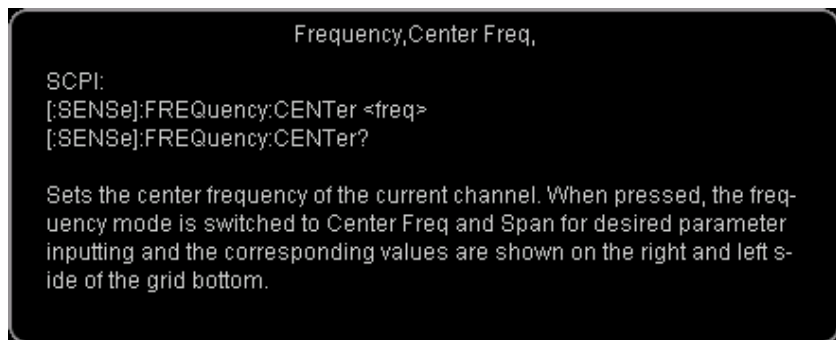 Frequency,Center Freq,
SCPI:
[:SENSe]:FREQuency:CENTer <freq>
[:SENSe]:FREQuency:CENTer?
Sets the center frequency of the current channel. When pressed, the freq-
uency mode is switched to Center Freq and Span for desired parameter
inputting and the corresponding values are shown on the right and left s-
ide of the grid bottom.